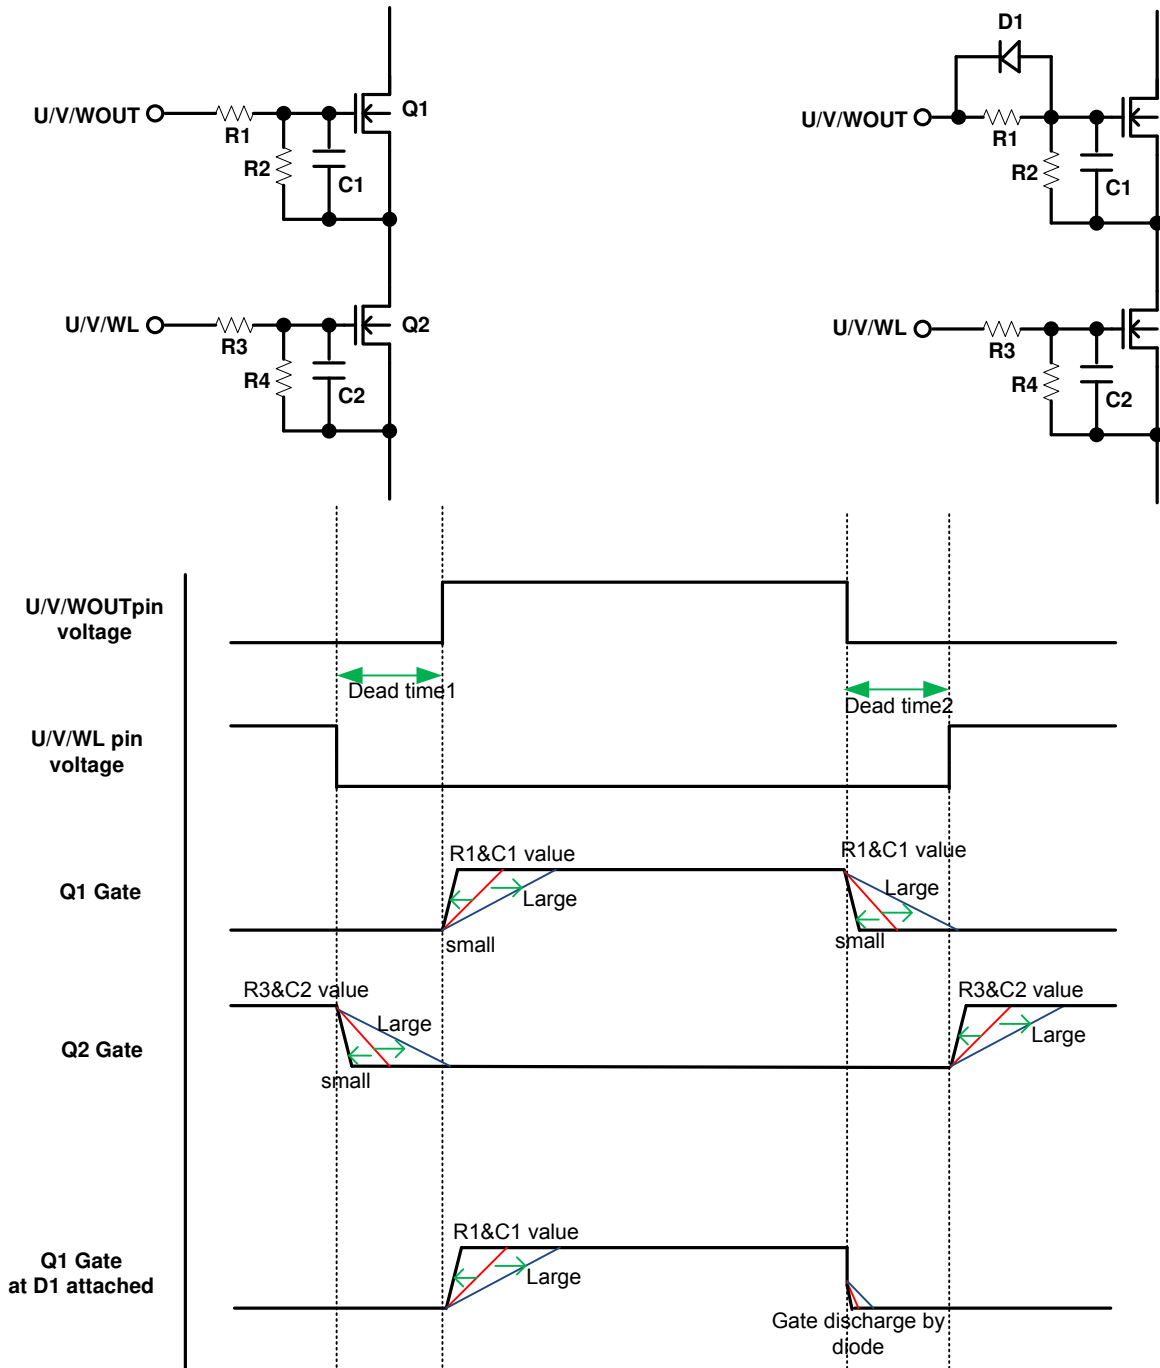 D1
U/V/WOUT
R1
R2
C1
Q1
U/V/WOUT
R1
R2
C1
U/V/WL
R3
R4
C2
Q2
U/V/WL
R3
R4
C2
U/V/WOUTpin
voltage
Dead time1
Dead time2
U/V/WL pin
voltage
R1&C1 value
R1&C1 value
Q1 Gate
Large
Large
small
small
R3&C2 value
R3&C2 value
Q2 Gate
Large
Large
small
R1&C1 value
Q1 Gate
at D1 attached
Large
Gate discharge by
diode